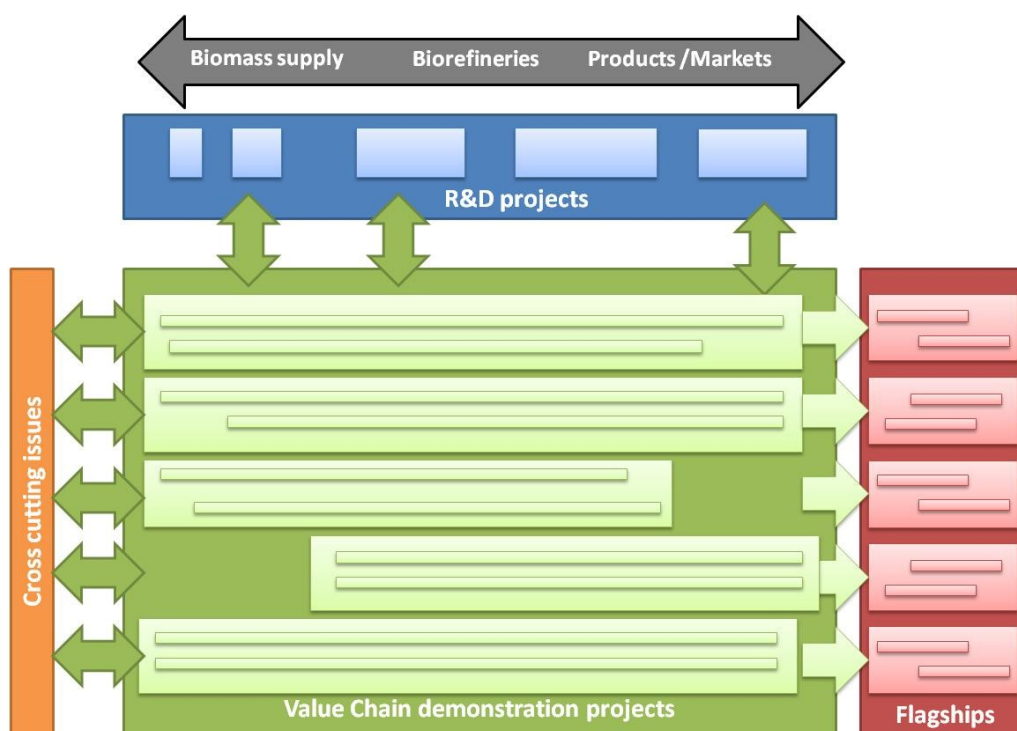 Biomass supply Biorefineries Products /Markets
R&D projects
Cross cutting issues
Value Chain demonstration projects
Flagships